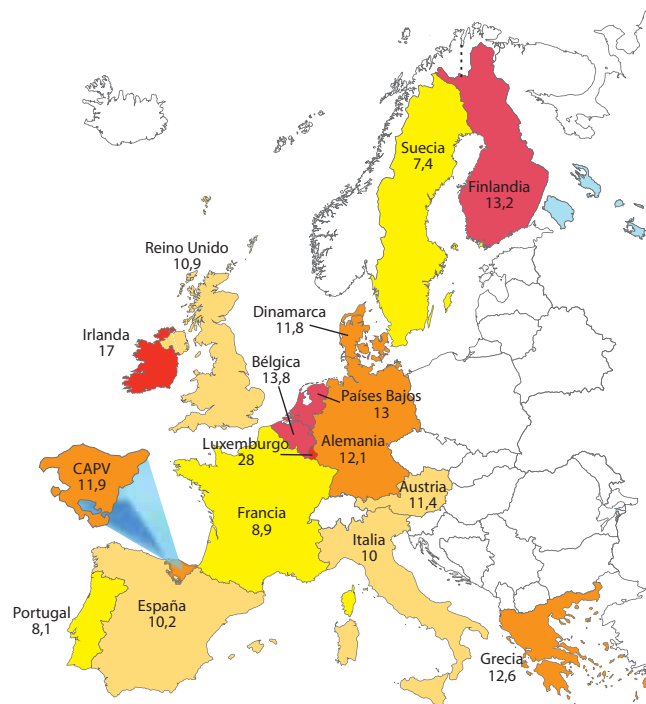 Suecia
7,4
Finlandia
13,2
Reino Unido
10,9
Dinamarca
11,8
Irlanda
17
Bélgica
13,8
Países Bajos
13
Luxemburgo
28
Alemania
12,1
CAPV
11,9
Austria
11,4
Francia
8,9
Italia
10
Portugal
8,1
España
10,2
Grecia
12,6